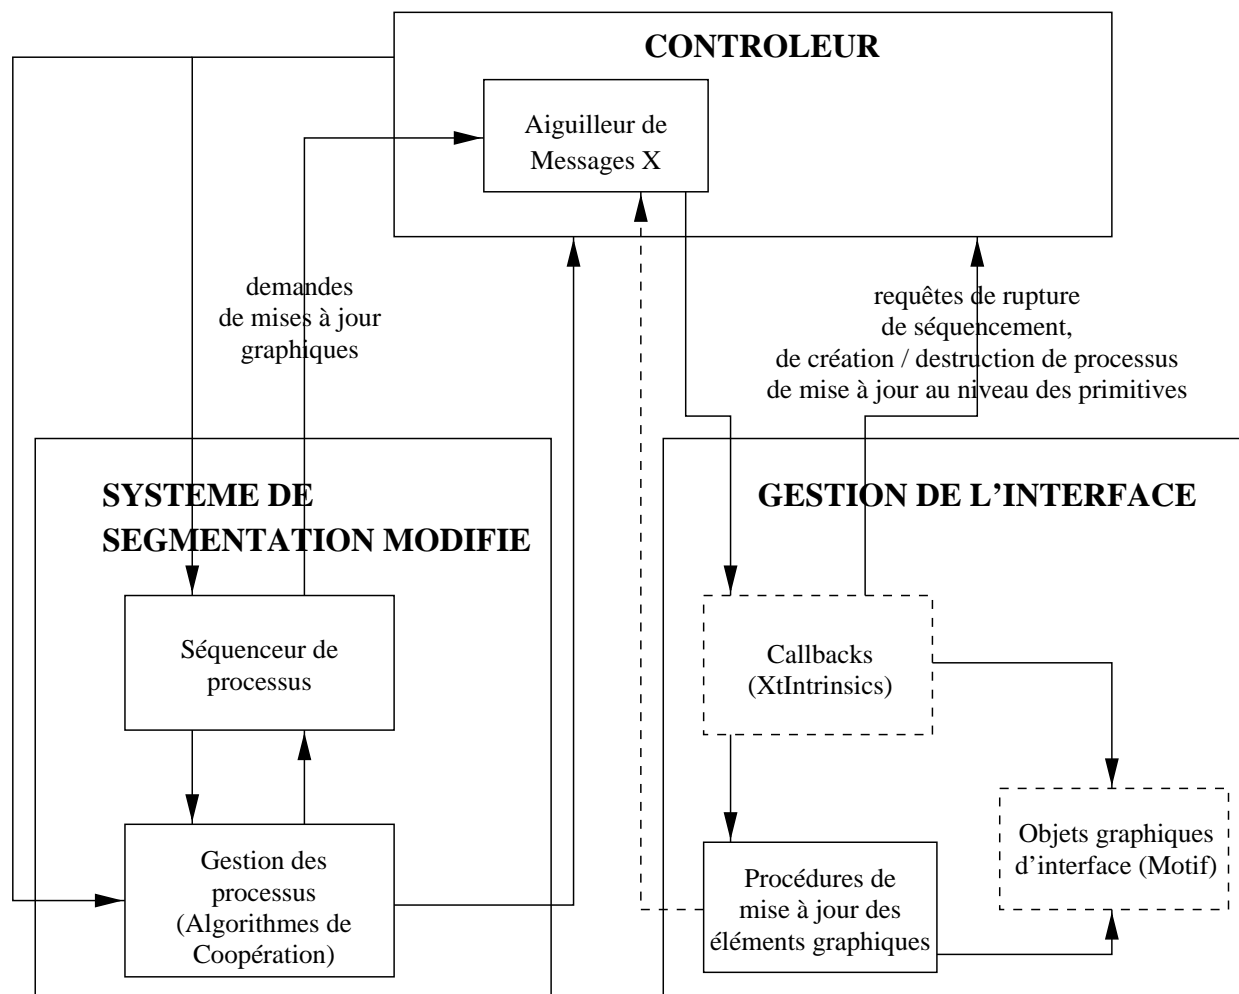 CONTROLEUR
Aiguilleur de
Messages X
demandes
de mises à jour
graphiques
requêtes de rupture
de séquencement,
de création / destruction de processus
de mise à jour au niveau des primitives
SYSTEME DE
SEGMENTATION MODIFIE
Séquenceur de
processus
Gestion des
processus
(Algorithmes de
Coopération)
GESTION DE L’INTERFACE
Callbacks
(XtIntrinsics)
Procédures de
mise à jour des
éléments graphiques
Objets graphiques
d’interface (Motif)